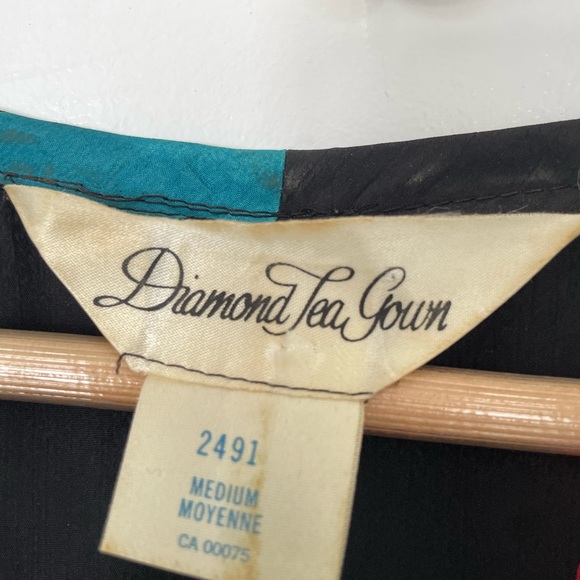 Diamond Tea Gown
2491
MEDIUM
MOYENNE
CA 00075